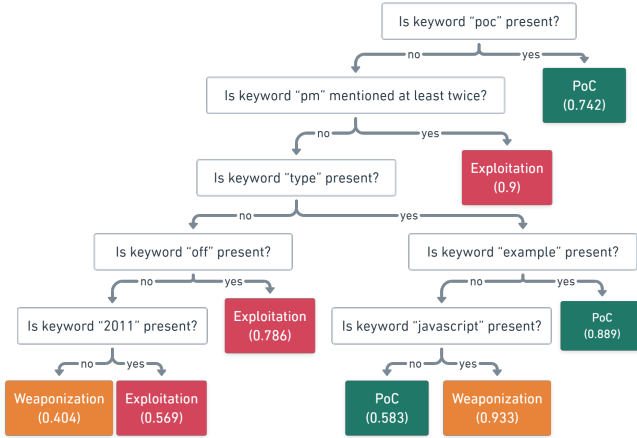 Is keyword “poc” present?
no
yes
PoC
(0.742)
Is keyword “pm” mentioned at least twice?
no
yes
Exploitation
(0.9)
Is keyword “type” present?
no
yes
Is keyword “off” present?
Is keyword “example” present?
no
yes
no
yes
Is keyword “2011” present?
Exploitation
(0.786)
Is keyword “javascript” present?
PoC
(0.889)
no
yes
no
yes
Weaponization
(0.404)
Exploitation
(0.569)
PoC
(0.583)
Weaponization
(0.933)